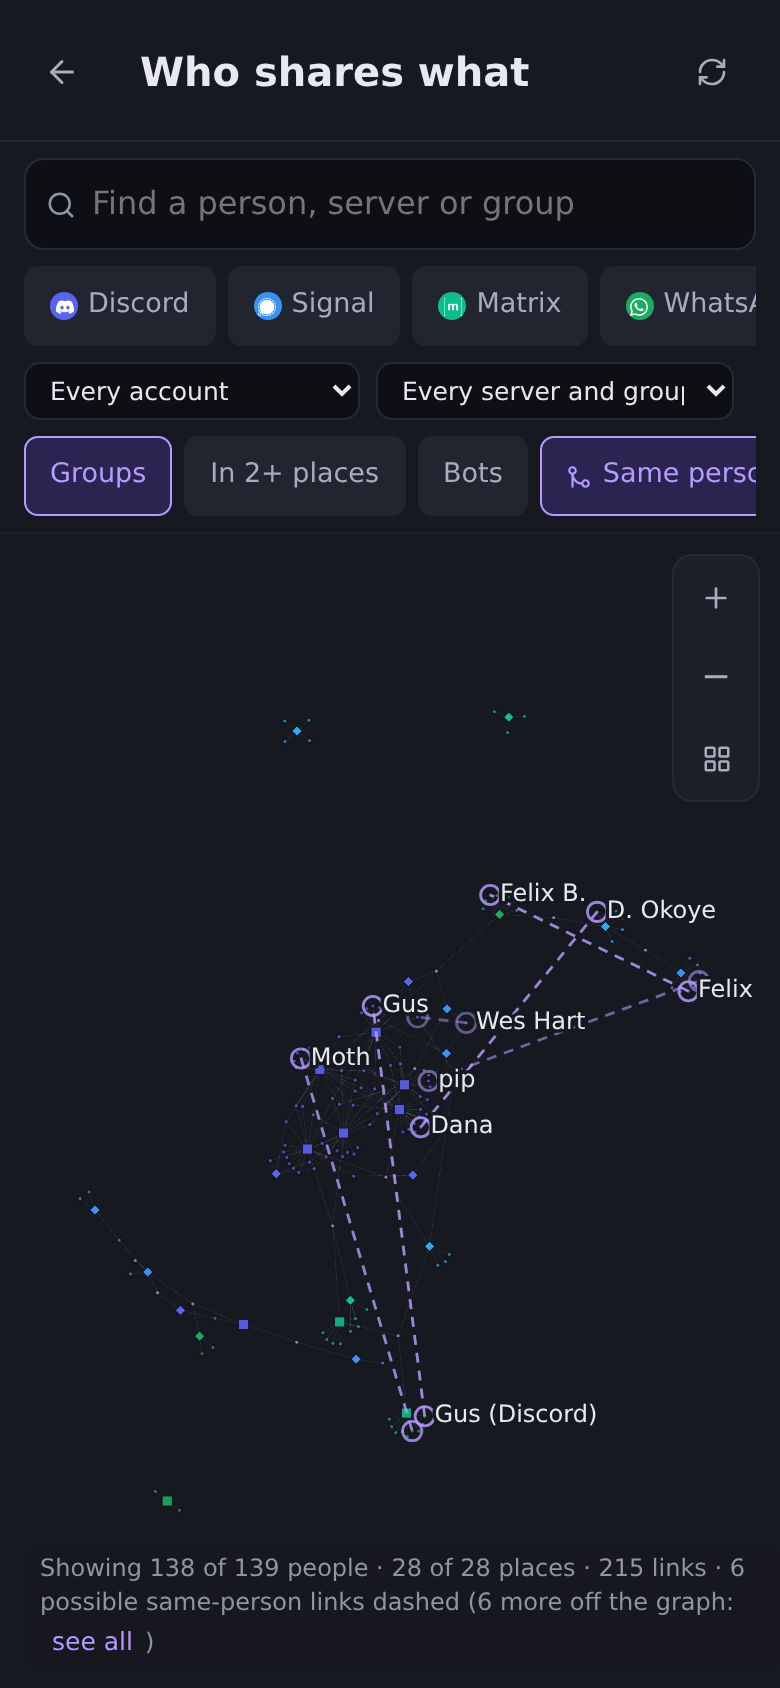 Who shares what
Find a person, server or group
Discord
Signal
Matrix
WhatsA
Every account
Every server and grou
Groups
In 2+ places
Bots
Same perso
Felix B.
D. Okoye
Felix
Gus
Wes Hart
Moth
pip
Dana
Gus (Discord)
Showing 138 of 139 people · 28 of 28 places · 215 links · 6
possible same-person links dashed (6 more off the graph:
see all )